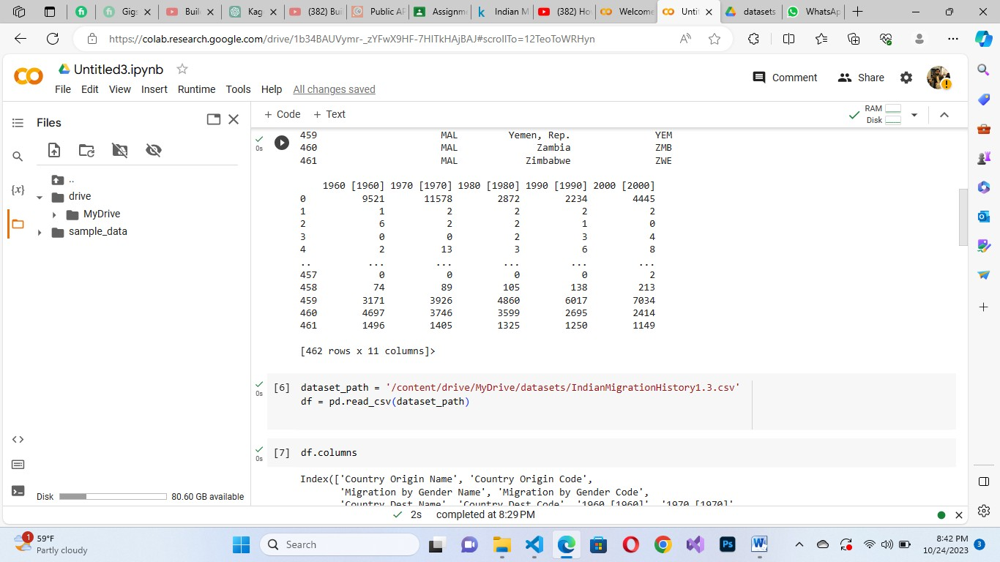 Gigs
Buil
Kag
(382) Bui
Public AP
Assignme
Indian M
(382) Ho
Welcome
Untit
datasets
WhatsAp
https://colab.research.google.com/drive/1b34BAUVymr-_zYFwX9HF-7HITkHAjBAJ#scrollTo=12TeoToWRHyn
Untitled3.ipynb
Comment Share
File Edit View Insert Runtime Tools Help All changes saved
Files
+ Code + Text
RAM
Disk
..
drive
MyDrive
sample_data
0s
459 MAL Yemen, Rep. YEM
460 MAL Zambia ZMB
461 MAL Zimbabwe ZWE
1960 [1960] 1970 [1970] 1980 [1980] 1990 [1990] 2000 [2000]
0 9521 11578 2872 2234 4445
1 1 2 2 2 2
2 6 2 2 1 0
3 0 0 2 3 4
4 2 13 3 6 8
.. ... ... ... ... ...
457 0 0 0 0 2
458 74 89 105 138 213
459 3171 3926 4860 6017 7034
460 4697 3746 3599 2695 2414
461 1496 1405 1325 1250 1149
[462 rows x 11 columns]>
0s
[6] dataset_path = '/content/drive/MyDrive/datasets/IndianMigrationHistory1.3.csv'
df = pd.read_csv(dataset_path)
0s
[7] df.columns
Index(['Country Origin Name', 'Country Origin Code',
'Migration by Gender Name', 'Migration by Gender Code',
'Country Dest Name', 'Country Dest Code', '1960 [1960]', '1970 [1970]',
Disk 80.60 GB available
2s completed at 8:29 PM
1
59°F
Partly cloudy
Search
8:42 PM
10/24/2023
3